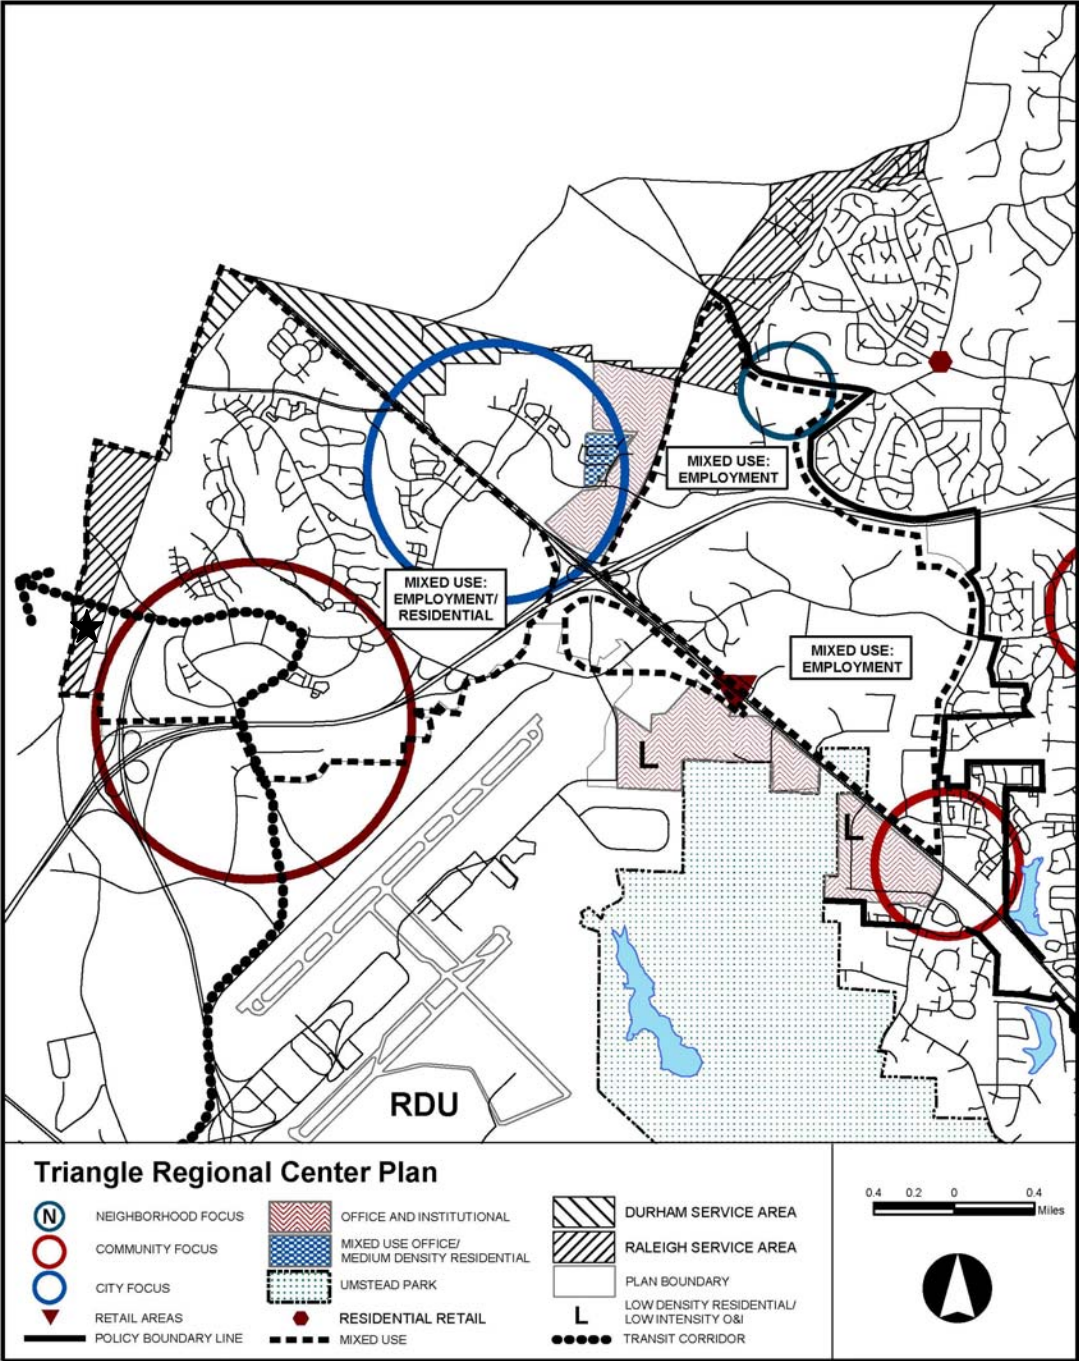 MIXED USE:
EMPLOYMENT
MIXED USE:
EMPLOYMENT/
RESIDENTIAL
MIXED USE:
EMPLOYMENT
L
L
RDU
Triangle Regional Center Plan
N
NEIGHBORHOOD FOCUS
COMMUNITY FOCUS
CITY FOCUS
RETAIL AREAS
POLICY BOUNDARY LINE
OFFICE AND INSTITUTIONAL
MIXED USE OFFICE/
MEDIUM DENSITY RESIDENTIAL
UMSTEAD PARK
RESIDENTIAL RETAIL
MIXED USE
DURHAM SERVICE AREA
RALEIGH SERVICE AREA
PLAN BOUNDARY
L
LOW DENSITY RESIDENTIAL/
LOW INTENSITY O&I
TRANSIT CORRIDOR
0.4 0.2 0 0.4
Miles